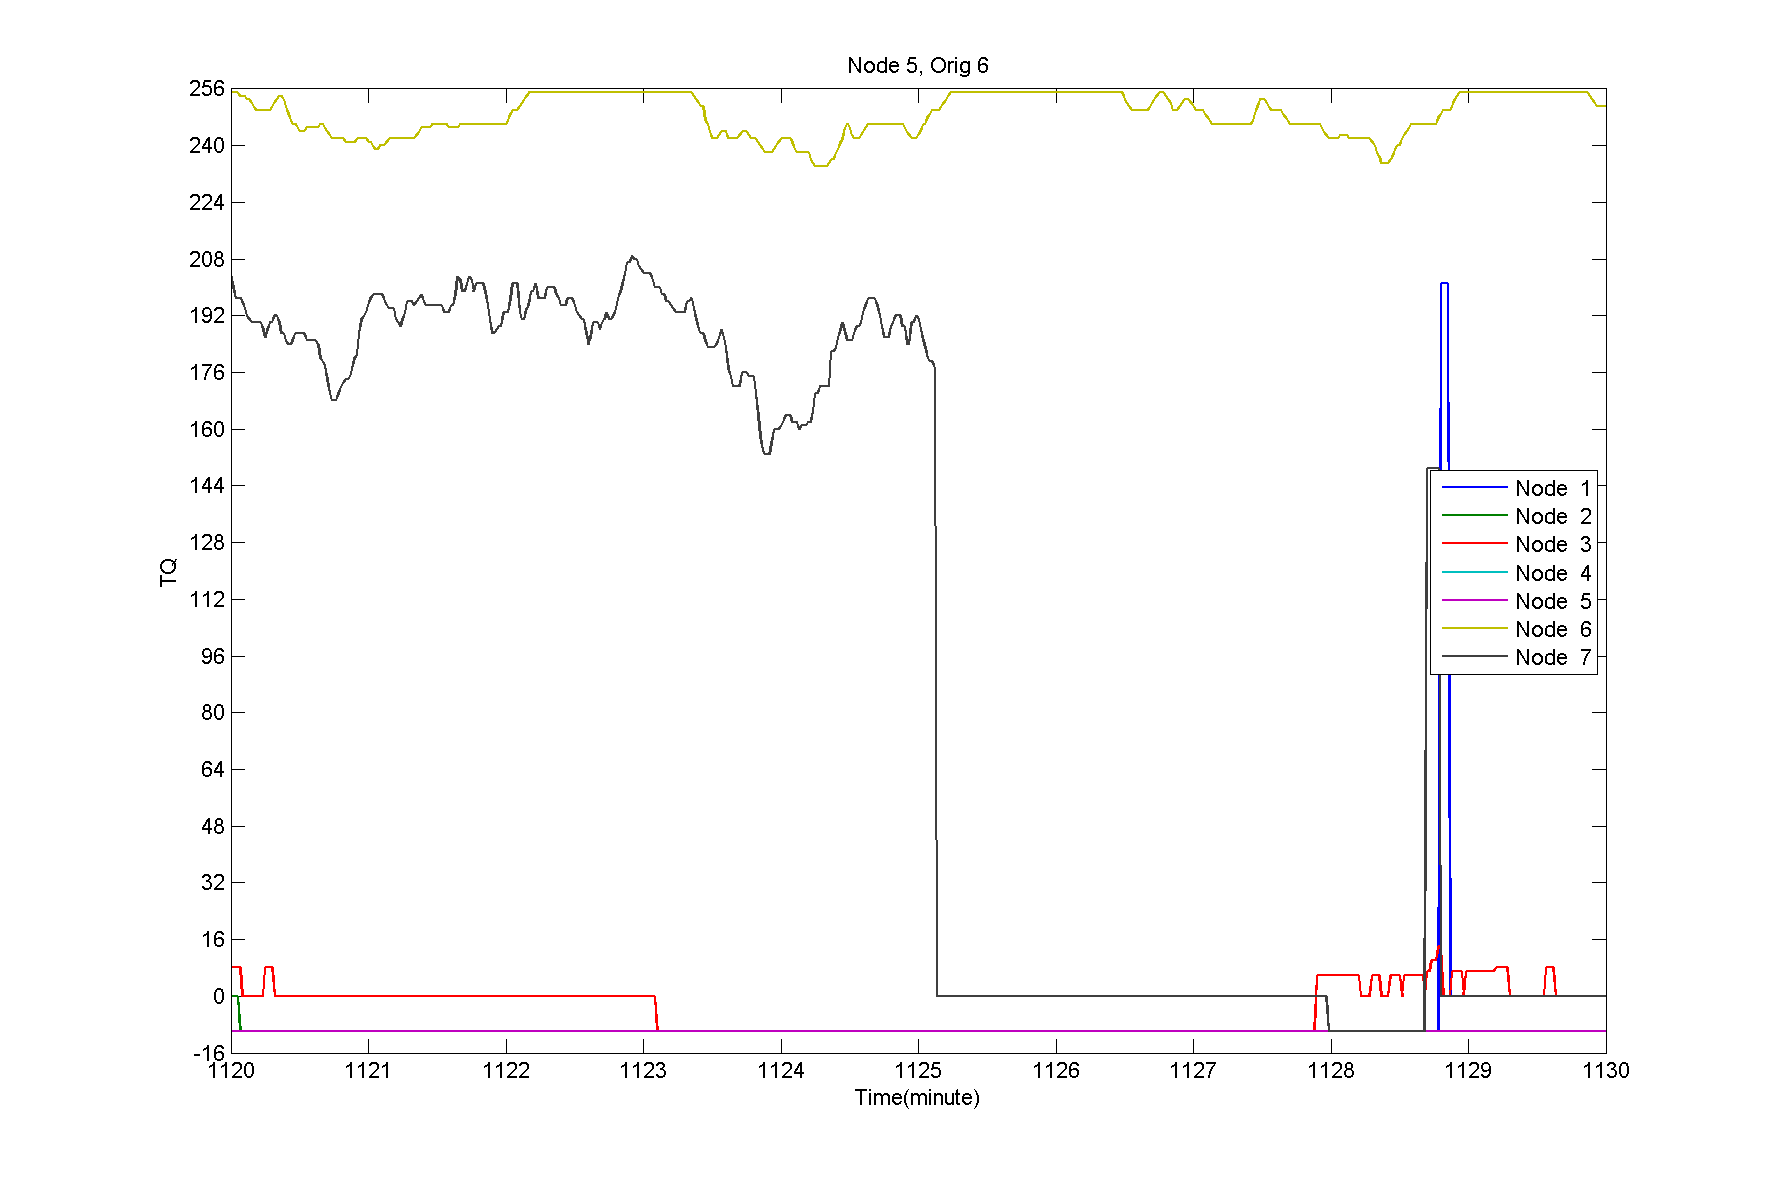 Node 5, Orig 6
256
240
224
208
192
176
160
144
128
112
96
80
64
48
32
16
0
-16
TQ
Node 1
Node 2
Node 3
Node 4
Node 5
Node 6
Node 7
1120 1121 1122 1123 1124 1125 1126 1127 1128 1129 1130
Time(minute)